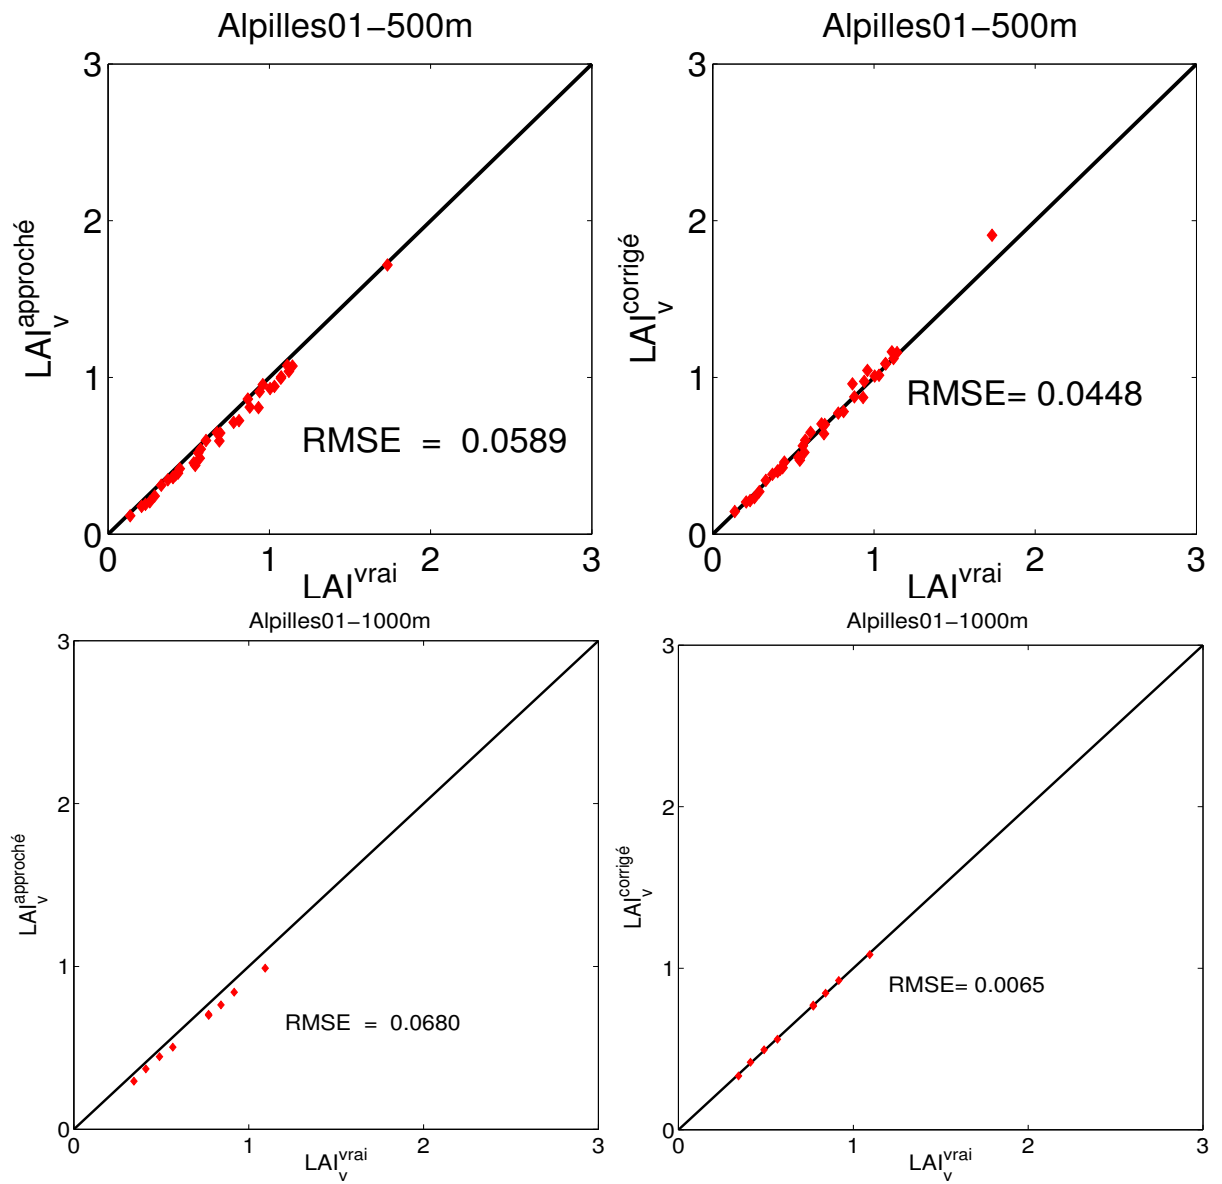 Alpilles01−500m
3
2
1
0
0 1 2 3
LAI_v^approché
LAI^vrai
RMSE = 0.0589
Alpilles01−500m
3
2
1
0
0 1 2 3
LAI_v^corrigé
LAI^vrai
RMSE= 0.0448
Alpilles01−1000m
3
2
1
0
0 1 2 3
LAI_v^approché
LAI_v^vrai
RMSE = 0.0680
Alpilles01−1000m
3
2
1
0
0 1 2 3
LAI_v^corrigé
LAI_v^vrai
RMSE= 0.0065